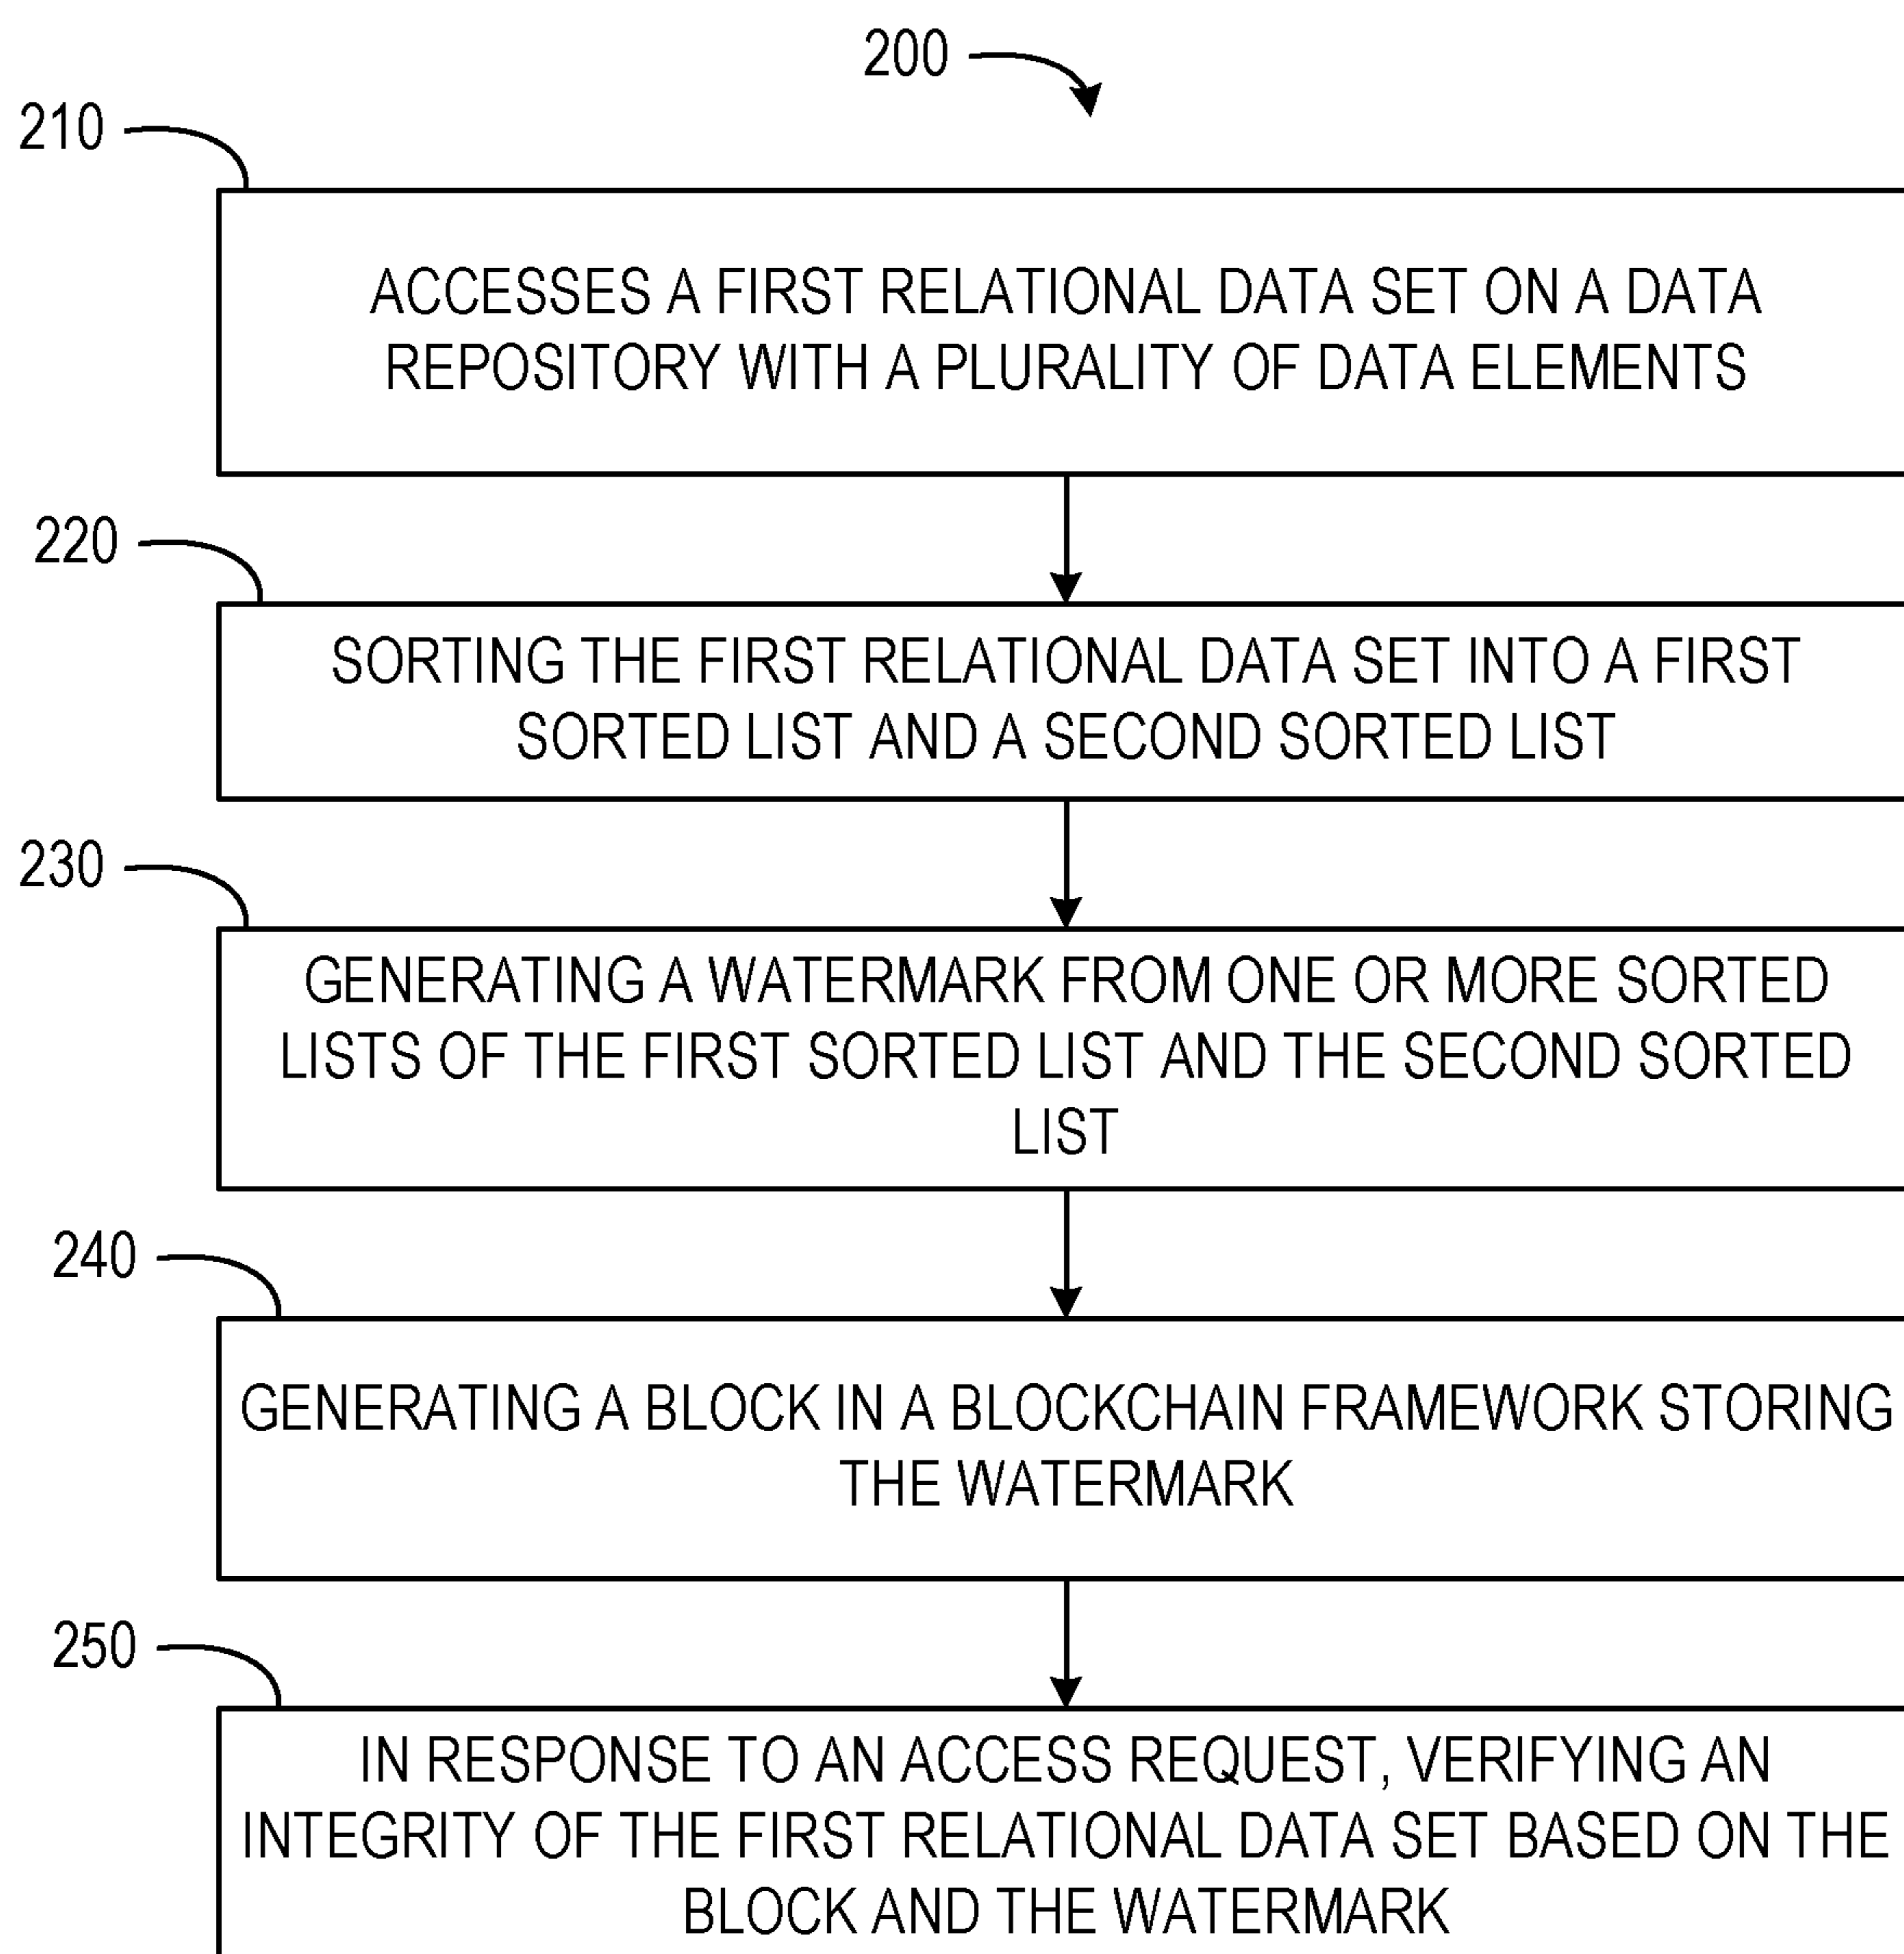 200
210
ACCESSES A FIRST RELATIONAL DATA SET ON A DATA
REPOSITORY WITH A PLURALITY OF DATA ELEMENTS
220
SORTING THE FIRST RELATIONAL DATA SET INTO A FIRST
SORTED LIST AND A SECOND SORTED LIST
230
GENERATING A WATERMARK FROM ONE OR MORE SORTED
LISTS OF THE FIRST SORTED LIST AND THE SECOND SORTED
LIST
240
GENERATING A BLOCK IN A BLOCKCHAIN FRAMEWORK STORING
THE WATERMARK
250
IN RESPONSE TO AN ACCESS REQUEST, VERIFYING AN
INTEGRITY OF THE FIRST RELATIONAL DATA SET BASED ON THE
BLOCK AND THE WATERMARK